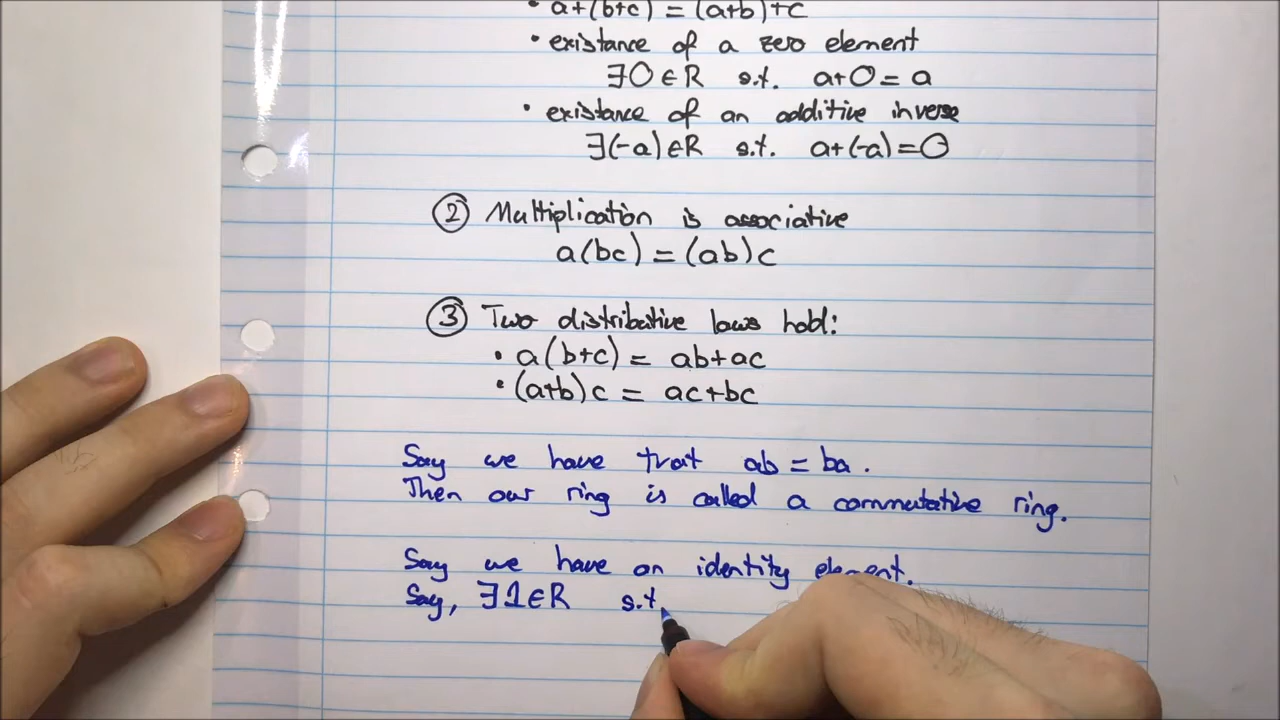 • a+(b+c) = (a+b)+c
• existance of a zero element
∃0∈R s.t. a+0=a
• existance of an additive inverse
∃(-a)∈R s.t. a+(-a)=0
② Multiplication is associative
a(bc)=(ab)c
③ Two distributive laws hold:
• a(b+c) = ab+ac
• (a+b)c = ac+bc
Say we have trat ab = ba.
Then our ring is called a commutative ring.
Say we have an identity element.
Say, ∃1∈R s.t.